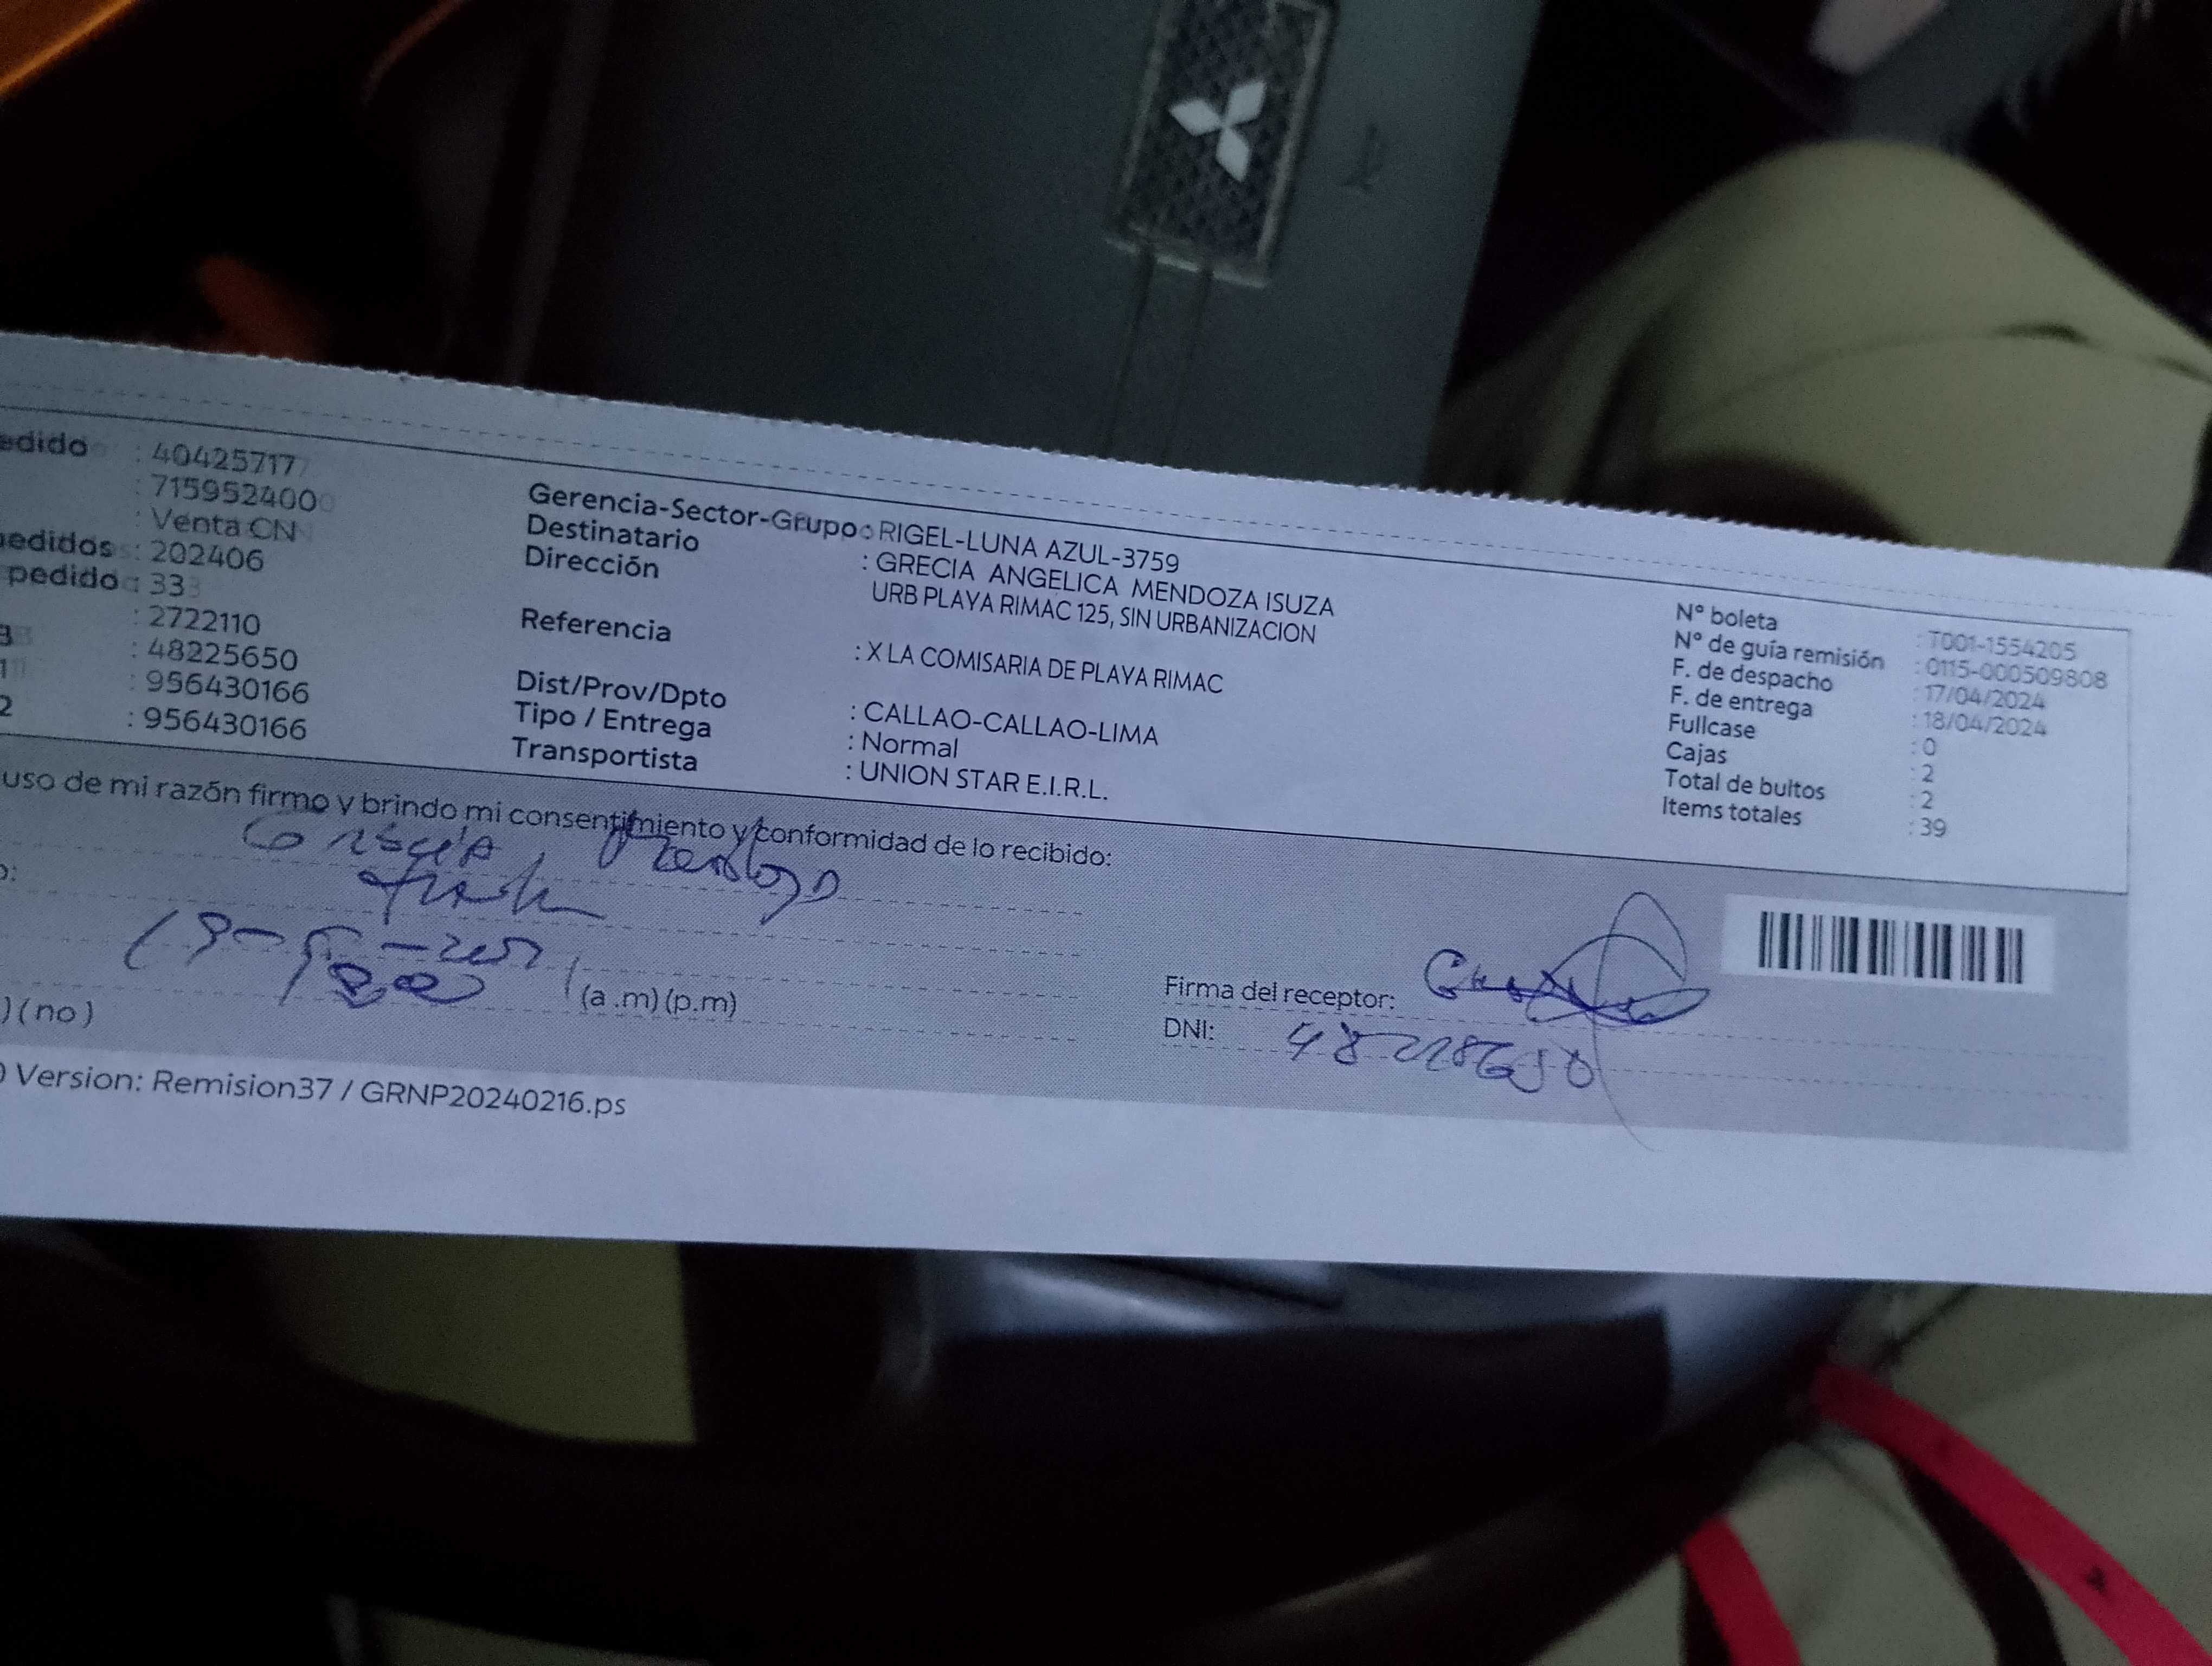 edido : 40425717
: 715952400
: Venta CN
pedidos : 202406
pedido : 33
: 2722110
: 48225650
1 : 956430166
2 : 956430166
Gerencia-Sector-Grupo : RIGEL-LUNA AZUL-3759
Destinatario : GRECIA ANGELICA MENDOZA ISUZA
Dirección URB PLAYA RIMAC 125, SIN URBANIZACION
Referencia : X LA COMISARIA DE PLAYA RIMAC
Dist/Prov/Dpto : CALLAO-CALLAO-LIMA
Tipo / Entrega : Normal
Transportista : UNION STAR E.I.R.L.
N° boleta : T001-1554205
N° de guía remisión : 0115-000509808
F. de despacho : 17/04/2024
F. de entrega : 18/04/2024
Fullcase : 0
Cajas : 2
Total de bultos : 2
Items totales : 39
uso de mi razón firmo y brindo mi consentimiento y conformidad de lo recibido:
o:
(a .m) (p.m)
) ( no )
Firma del receptor:
DNI:
) Version: Remision37 / GRNP20240216.ps